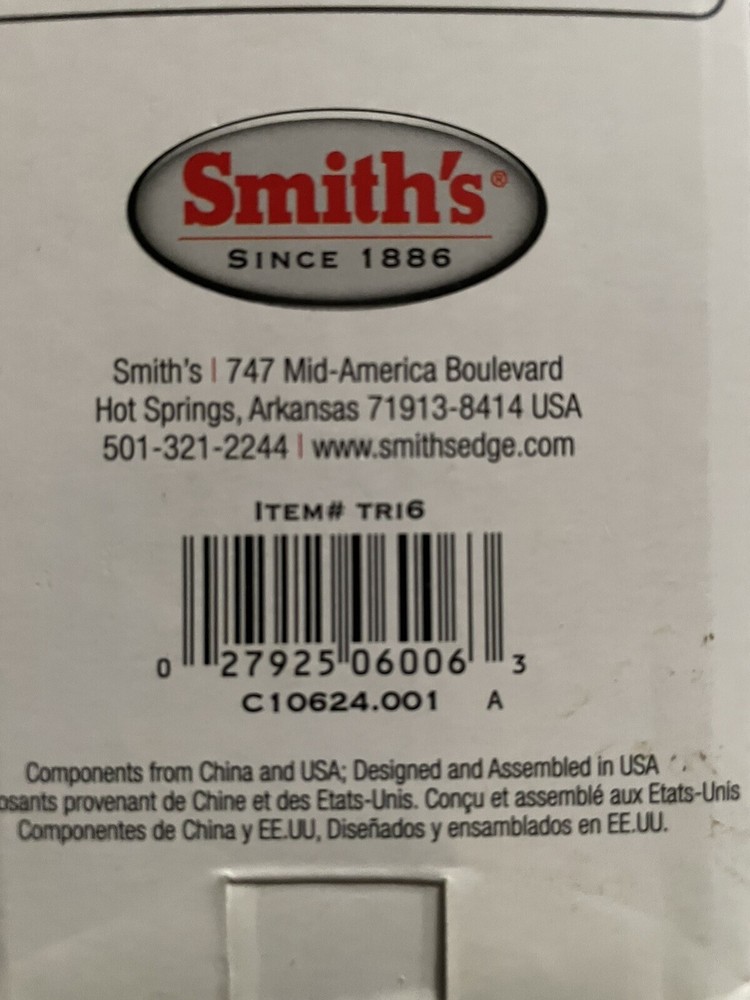 Smith's®
SINCE 1886
Smith's | 747 Mid-America Boulevard
Hot Springs, Arkansas 71913-8414 USA
501-321-2244 | www.smithsedge.com
ITEM# TRI6
0 27925 06006 3
C10624.001 A
Components from China and USA; Designed and Assembled in USA
provenant de Chine et des Etats-Unis. Conçu et assemblé aux Etats-Unis
Componentes de China y EE.UU, Diseñados y ensamblados en EE.UU.